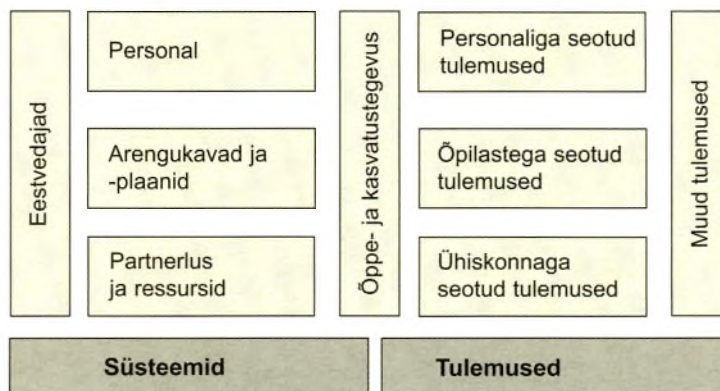 Eestvedajad
Personal
Arengukavad ja
-plaanid
Partnerlus
ja ressursid
Õppe- ja kasvatustegevus
Personaliga seotud
tulemused
Õpilastega seotud
tulemused
Ühiskonnaga
seotud tulemused
Muud tulemused
Süsteemid
Tulemused